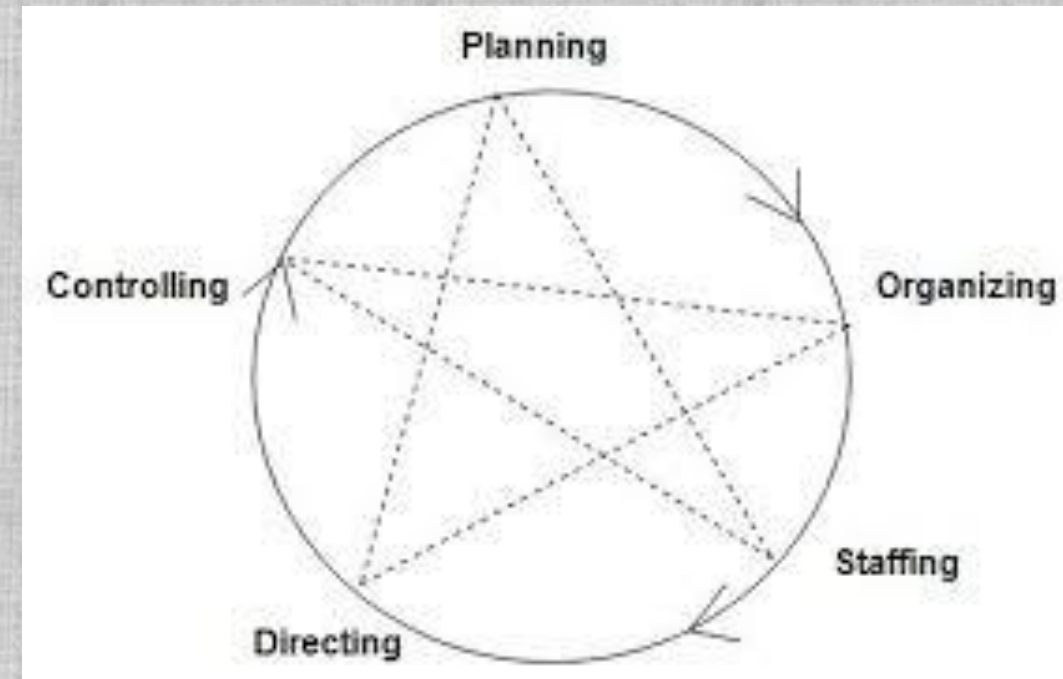 Planning
Organizing
Controlling
Staffing
Directing